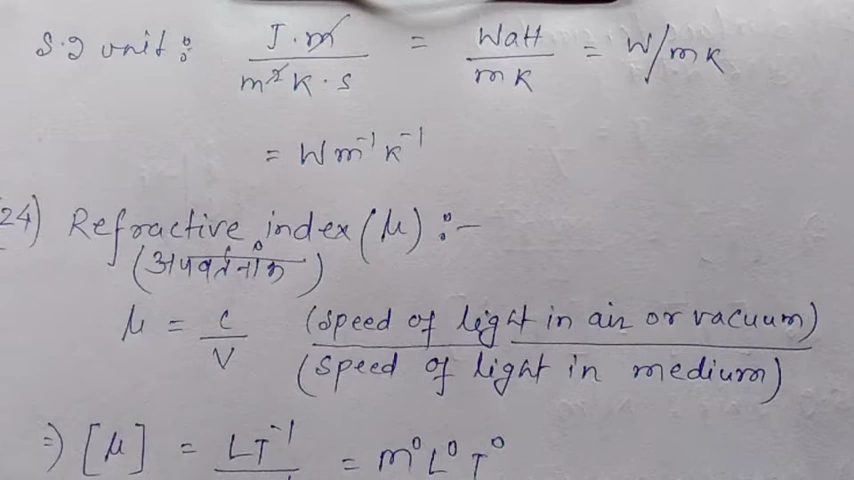 S.I unit : J.m / m²K.s = Watt / mK = W/mK
= Wm⁻¹K⁻¹
24) Refractive index (μ) :-
(अपवर्तनांक)
μ = c / v (speed of light in air or vacuum) / (speed of light in medium)
⇒ [μ] = LT⁻¹ / = M⁰L⁰T⁰